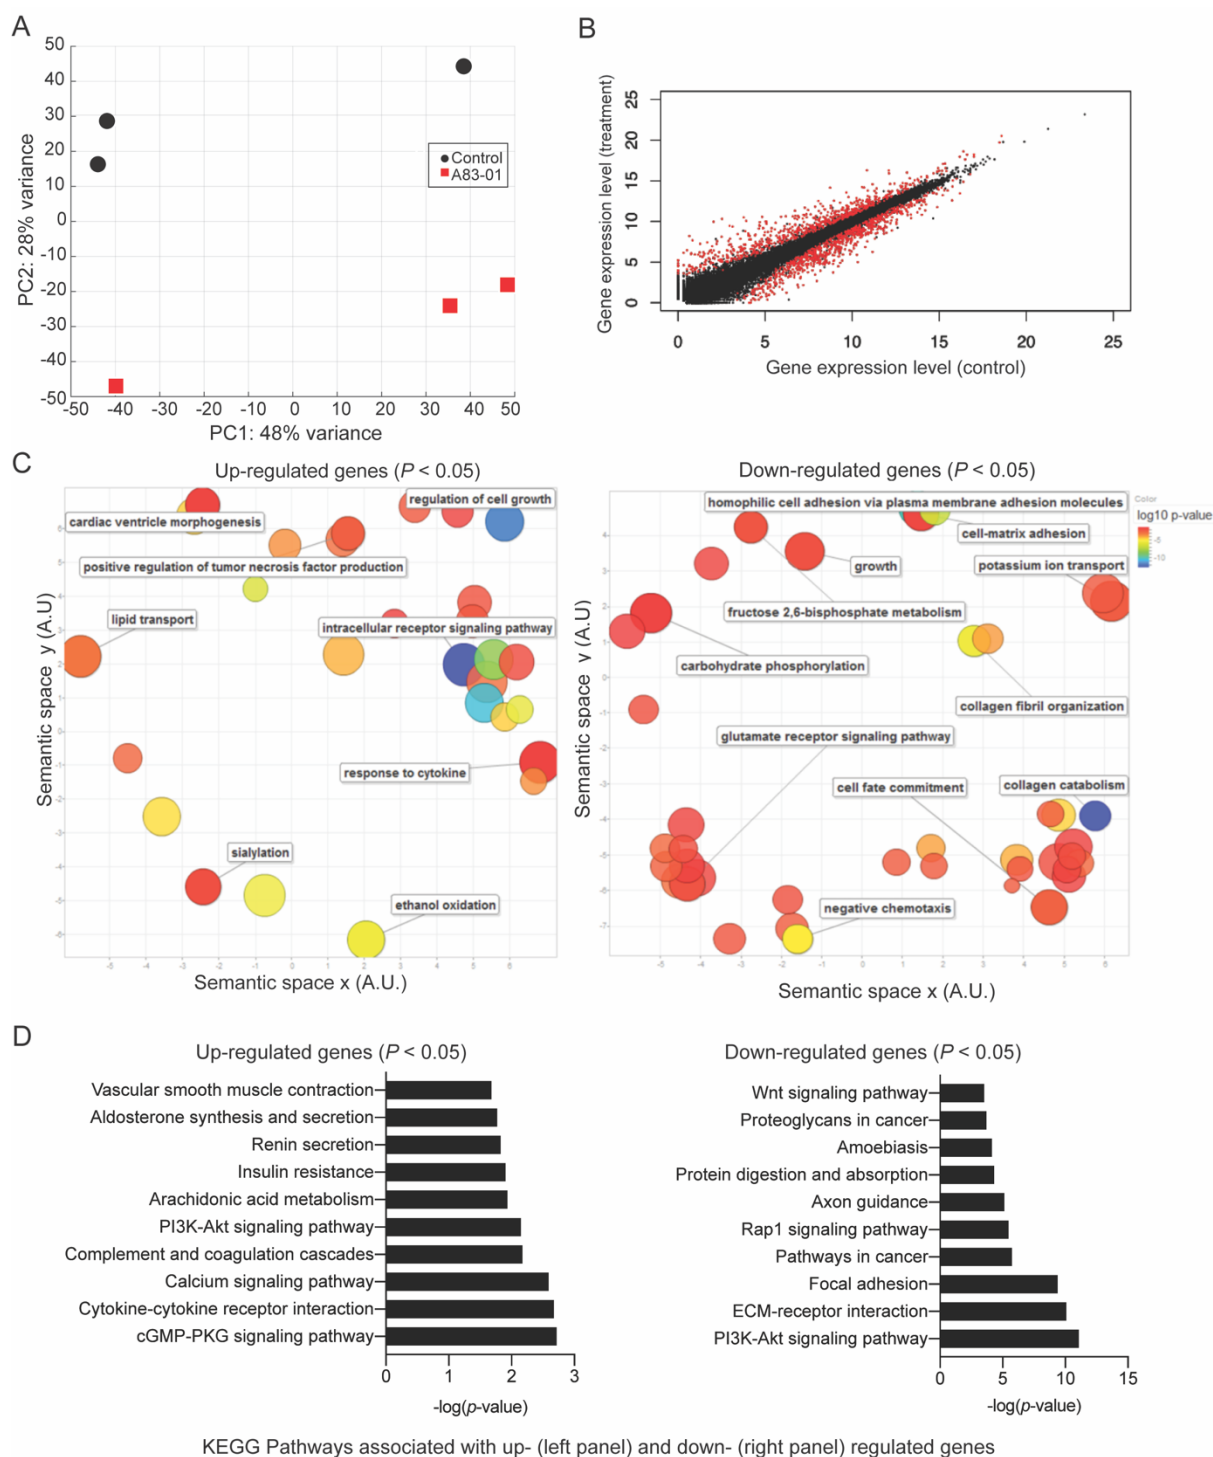 A
50
40
30
20
10
0
-10
-20
-30
-40
-50
-50 -40 -30 -20 -10 0 10 20 30 40 50
PC2: 28% variance
PC1: 48% variance
Control
A83-01
B
25
20
15
10
5
0
0 5 10 15 20 25
Gene expression level (treatment)
Gene expression level (control)
C
Up-regulated genes (P < 0.05)
regulation of cell growth
cardiac ventricle morphogenesis
positive regulation of tumor necrosis factor production
lipid transport
intracellular receptor signaling pathway
response to cytokine
sialylation
ethanol oxidation
Semantic space y (A.U)
Semantic space x (A.U.)
Down-regulated genes (P < 0.05)
homophilic cell adhesion via plasma membrane adhesion molecules
cell-matrix adhesion
growth
potassium ion transport
fructose 2,6-bisphosphate metabolism
carbohydrate phosphorylation
collagen fibril organization
glutamate receptor signaling pathway
cell fate commitment
collagen catabolism
negative chemotaxis
Semantic space y (A.U)
Semantic space x (A.U.)
Color
log10 p-value
-5
-10
D
Up-regulated genes (P < 0.05)
Vascular smooth muscle contraction
Aldosterone synthesis and secretion
Renin secretion
Insulin resistance
Arachidonic acid metabolism
PI3K-Akt signaling pathway
Complement and coagulation cascades
Calcium signaling pathway
Cytokine-cytokine receptor interaction
cGMP-PKG signaling pathway
0 1 2 3
-log(p-value)
Down-regulated genes (P < 0.05)
Wnt signaling pathway
Proteoglycans in cancer
Amoebiasis
Protein digestion and absorption
Axon guidance
Rap1 signaling pathway
Pathways in cancer
Focal adhesion
ECM-receptor interaction
PI3K-Akt signaling pathway
0 5 10 15
-log(p-value)
KEGG Pathways associated with up- (left panel) and down- (right panel) regulated genes